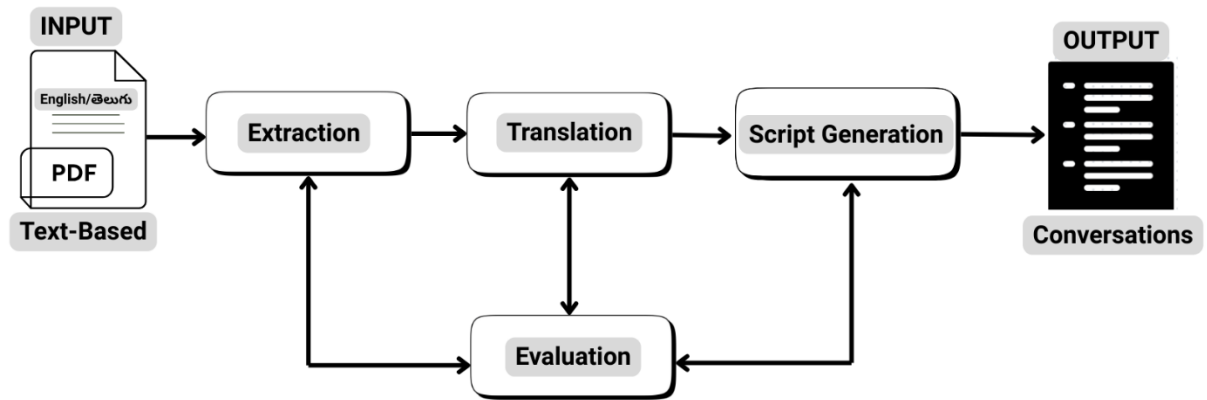 INPUT
English/తెలుగు
PDF
Text-Based
Extraction
Translation
Script Generation
Evaluation
OUTPUT
Conversations